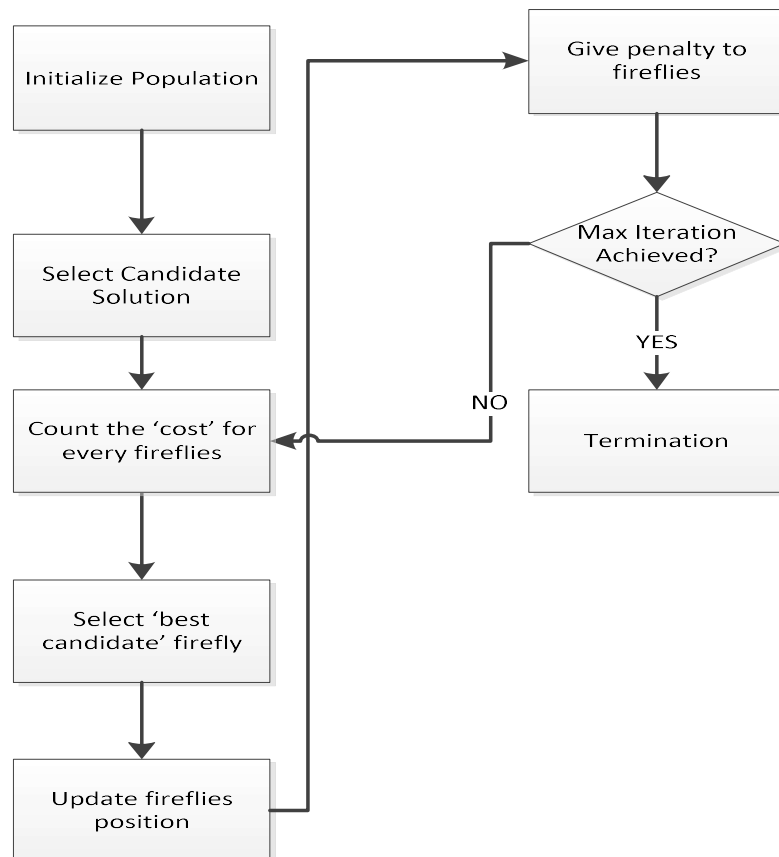 Initialize Population
Select Candidate
Solution
Count the ‘cost’ for
every fireflies
Select ‘best
candidate’ firefly
Update fireflies
position
Give penalty to
fireflies
Max Iteration
Achieved?
YES
NO
Termination